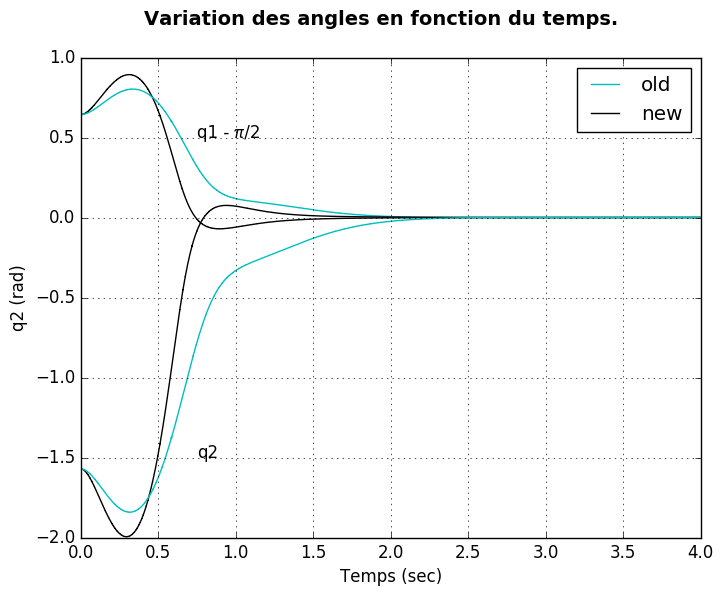 Variation des angles en fonction du temps.
1.0
old
new
q1 - π/2
0.5
0.0
q2 (rad)
−0.5
−1.0
q2
−1.5
−2.0
0.0 0.5 1.0 1.5 2.0 2.5 3.0 3.5 4.0
Temps (sec)